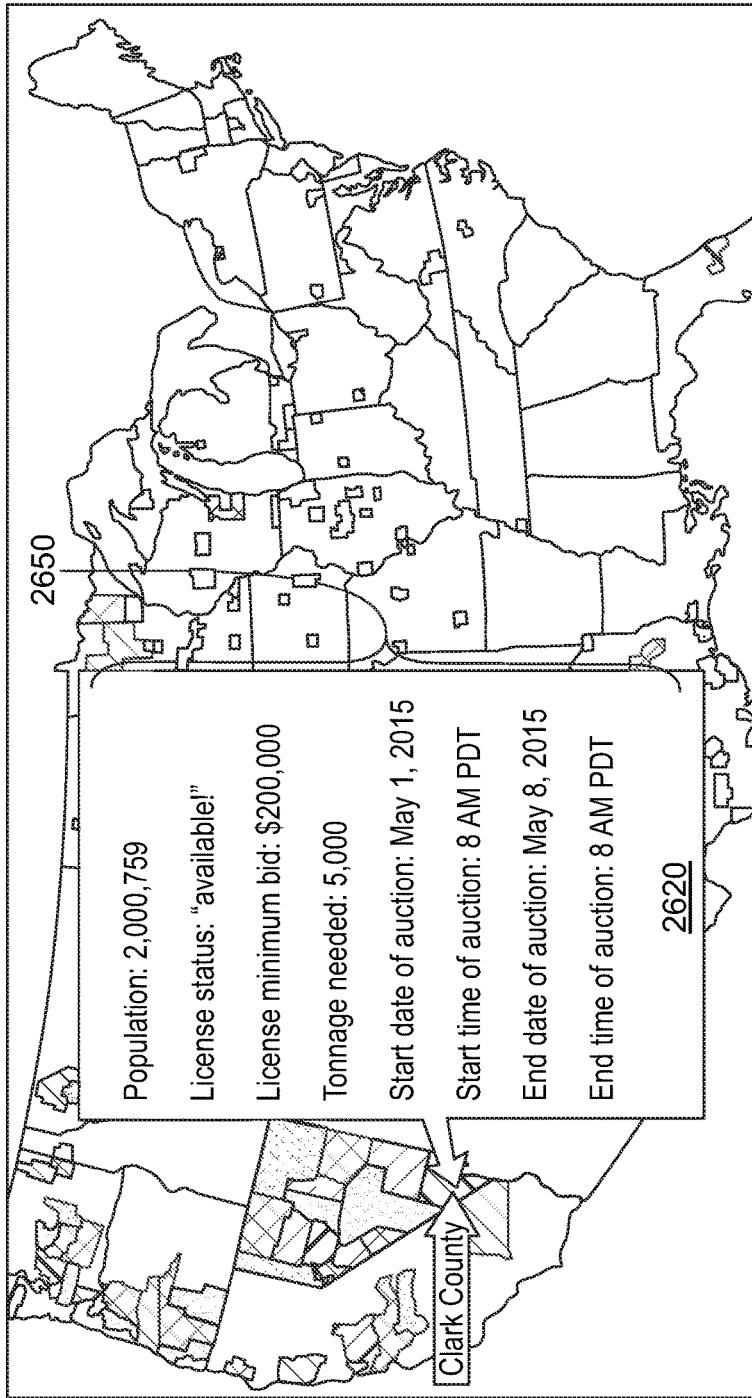 2650
Population: 2,000,759
License status: “available!”
License minimum bid: $200,000
Tonnage needed: 5,000
Start date of auction: May 1, 2015
Start time of auction: 8 AM PDT
End date of auction: May 8, 2015
End time of auction: 8 AM PDT
2620
Clark County